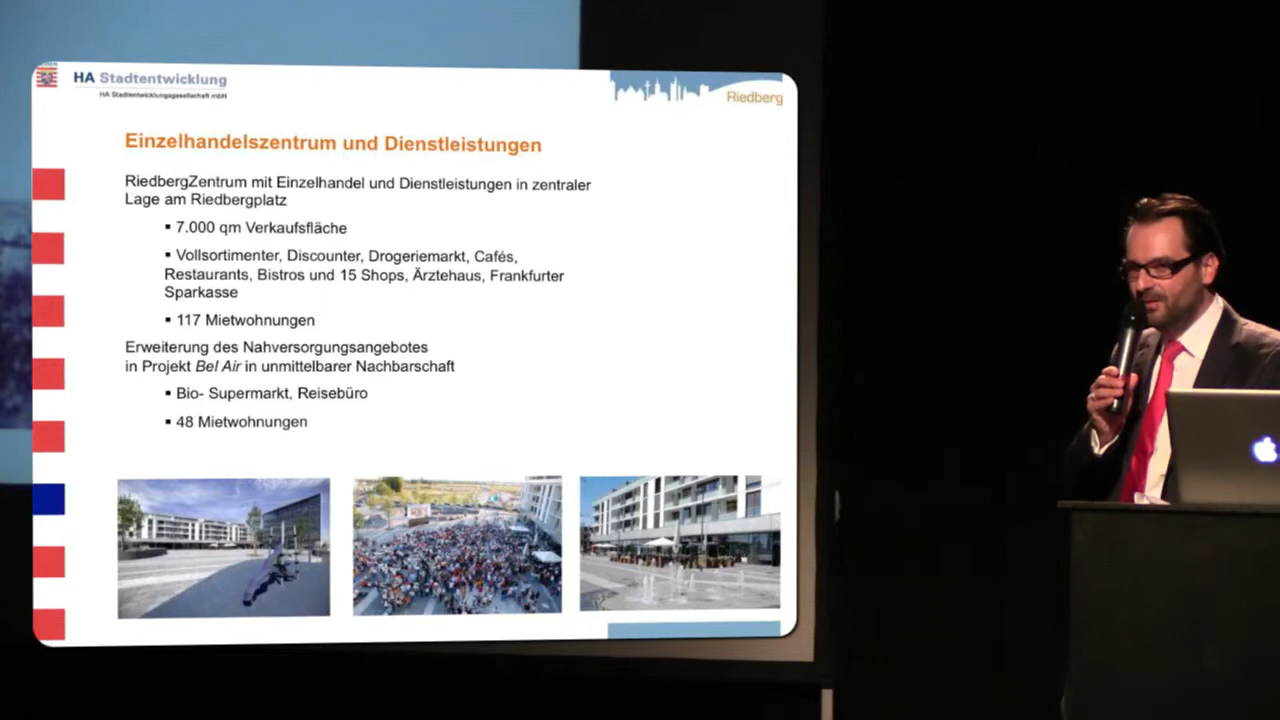 HA Stadtentwicklung
HA Stadtentwicklungsgesellschaft mbH
Riedberg
Einzelhandelszentrum und Dienstleistungen
RiedbergZentrum mit Einzelhandel und Dienstleistungen in zentraler
Lage am Riedbergplatz
▪ 7.000 qm Verkaufsfläche
▪ Vollsortimenter, Discounter, Drogeriemarkt, Cafés,
Restaurants, Bistros und 15 Shops, Ärztehaus, Frankfurter
Sparkasse
▪ 117 Mietwohnungen
Erweiterung des Nahversorgungsangebotes
in Projekt Bel Air in unmittelbarer Nachbarschaft
▪ Bio- Supermarkt, Reisebüro
▪ 48 Mietwohnungen